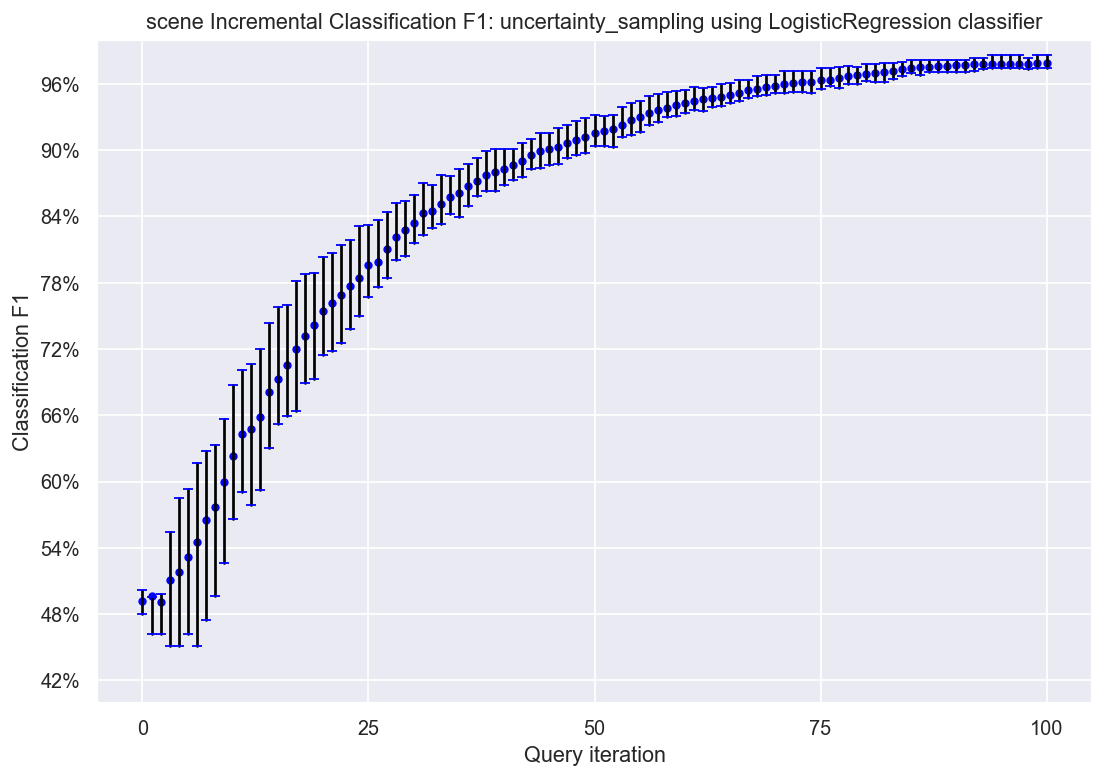 scene Incremental Classification F1: uncertainty_sampling using LogisticRegression classifier
96%
90%
84%
78%
72%
66%
60%
54%
48%
42%
Classification F1
0 25 50 75 100
Query iteration